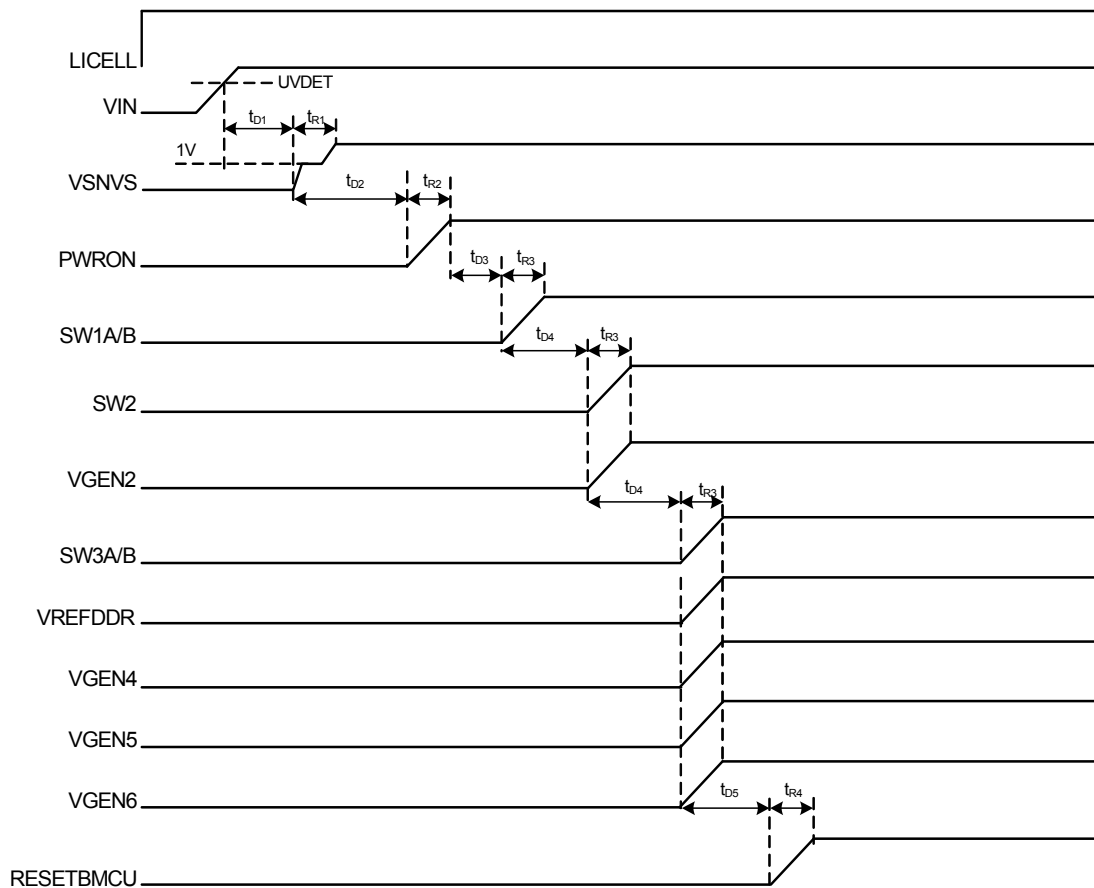 LICELL
UVDET
VIN
tD1
tR1
1V
VSNVS
tD2
tR2
PWRON
tD3
tR3
SW1A/B
tD4
tR3
SW2
VGEN2
tD4
tR3
SW3A/B
VREFDDR
VGEN4
VGEN5
VGEN6
tD5
tR4
RESETBMCU